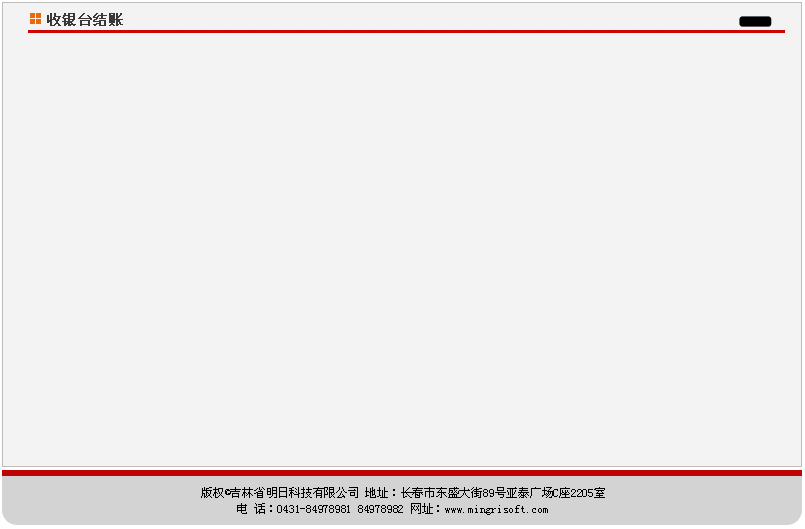 收银台结账
版权©吉林省明日科技有限公司 地址：长春市东盛大街89号亚泰广场C座2205室
电 话：0431-84978981 84978982 网址：www.mingrisoft.com